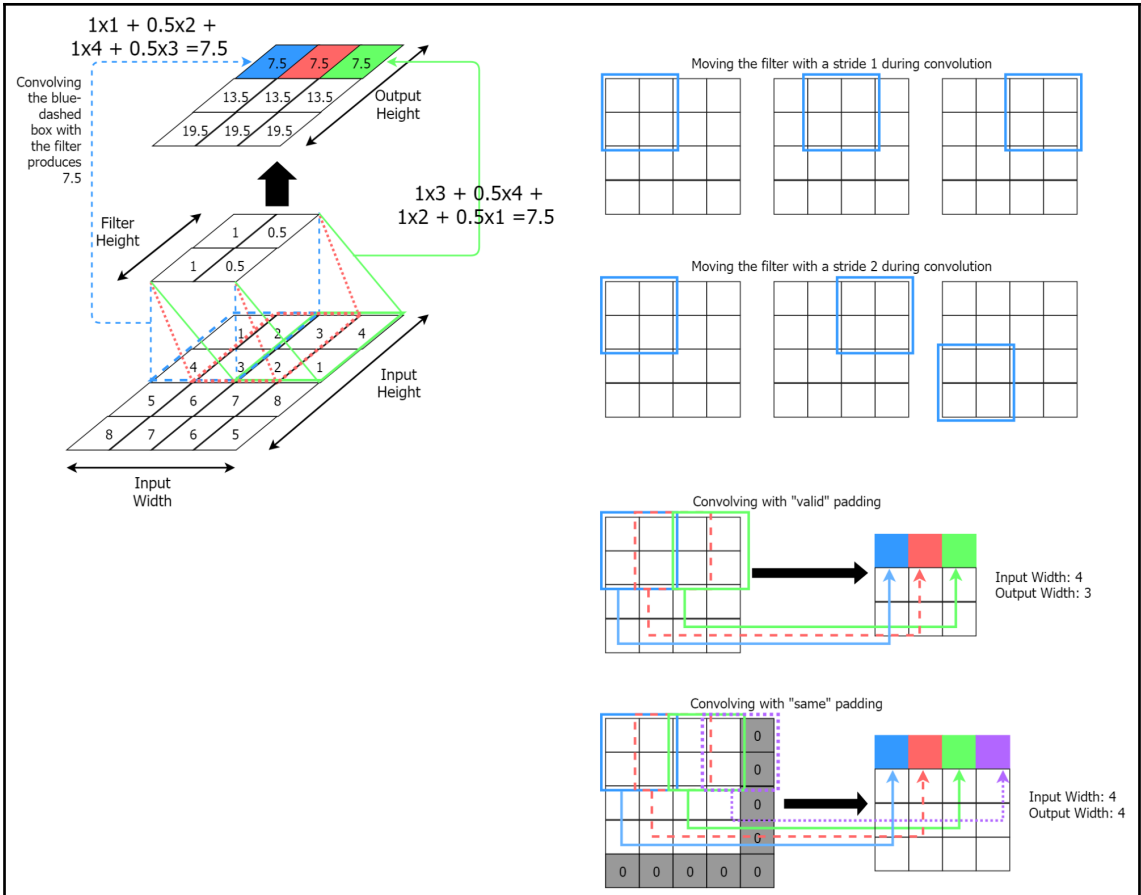 1x1 + 0.5x2 +
1x4 + 0.5x3 =7.5
Convolving
the blue-
dashed
box with
the filter
produces
7.5
7.5 7.5 7.5
13.5 13.5 13.5
19.5 19.5 19.5
Output
Height
1x3 + 0.5x4 +
1x2 + 0.5x1 =7.5
Filter
Height
1 0.5
1 0.5
1 2 3 4
4 3 2 1
5 6 7 8
8 7 6 5
Input
Height
Input
Width
Moving the filter with a stride 1 during convolution
Moving the filter with a stride 2 during convolution
Convolving with "valid" padding
Input Width: 4
Output Width: 3
Convolving with "same" padding
0
0
0
0
0 0 0 0 0
Input Width: 4
Output Width: 4